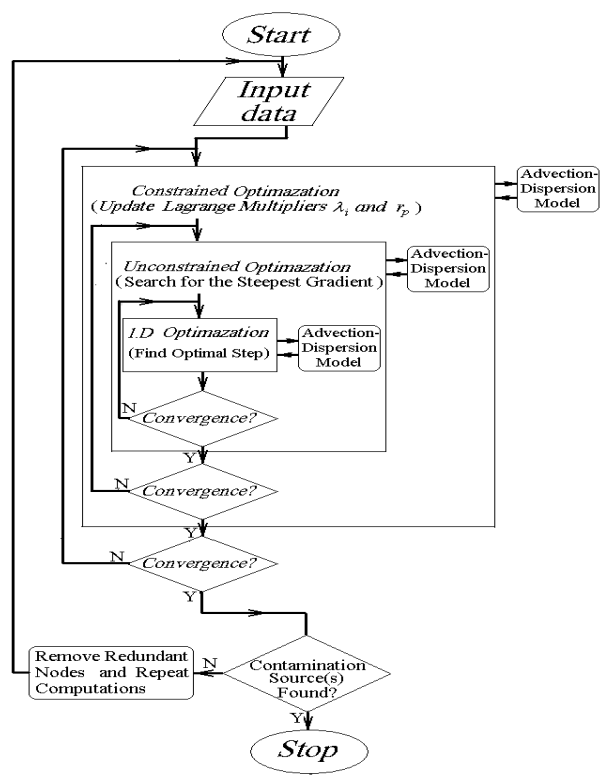 Start
Input
data
Constrained Optimazation
(Update Lagrange Multipliers λi and rp)
Advection-
Dispersion
Model
Unconstrained Optimazation
(Search for the Steepest Gradient)
Advection-
Dispersion
Model
1.D Optimazation
(Find Optimal Step)
Advection-
Dispersion
Model
N
Convergence?
Y
N
Convergence?
Y
N
Convergence?
Y
Remove Redundant
Nodes and Repeat
Computations
N
Contamination
Source(s)
Found?
Y
Stop